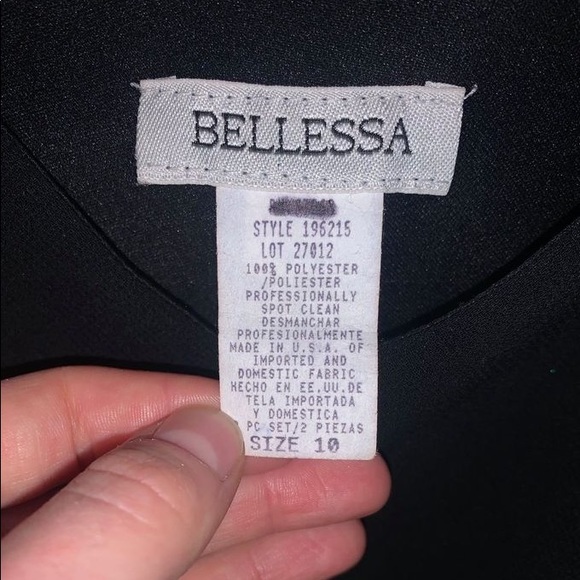 BELLESSA
STYLE 196215
LOT 27012
100% POLYESTER
/POLIESTER
PROFESSIONALLY
SPOT CLEAN
DESMANCHAR
PROFESIONALMENTE
MADE IN U.S.A. OF
IMPORTED AND
DOMESTIC FABRIC
HECHO EN EE.UU.DE
TELA IMPORTADA
Y DOMESTICA
PC SET/2 PIEZAS
SIZE 10